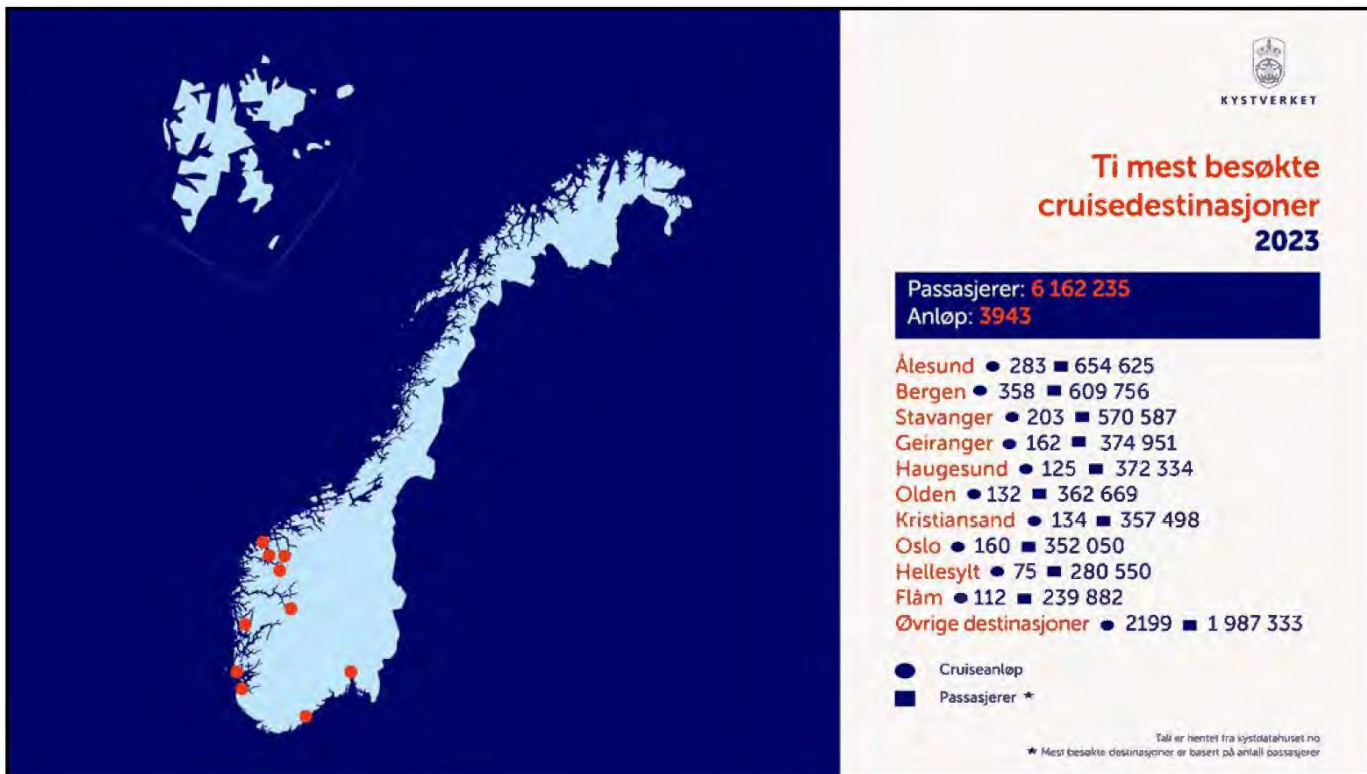 KYSTVERKET
Ti mest besøkte
cruisedestinasjoner
2023
Passasjerer: 6 162 235
Anløp: 3943
Ålesund ● 283 ■ 654 625
Bergen ● 358 ■ 609 756
Stavanger ● 203 ■ 570 587
Geiranger ● 162 ■ 374 951
Haugesund ● 125 ■ 372 334
Olden ● 132 ■ 362 669
Kristiansand ● 134 ■ 357 498
Oslo ● 160 ■ 352 050
Hellesylt ● 75 ■ 280 550
Flåm ● 112 ■ 239 882
Øvrige destinasjoner ● 2199 ■ 1 987 333
● Cruiseanløp
■ Passasjerer ★
Tall er hentet fra kystdatahuset.no
★ Mest besøkte destinasjoner er basert på antall passasjerer